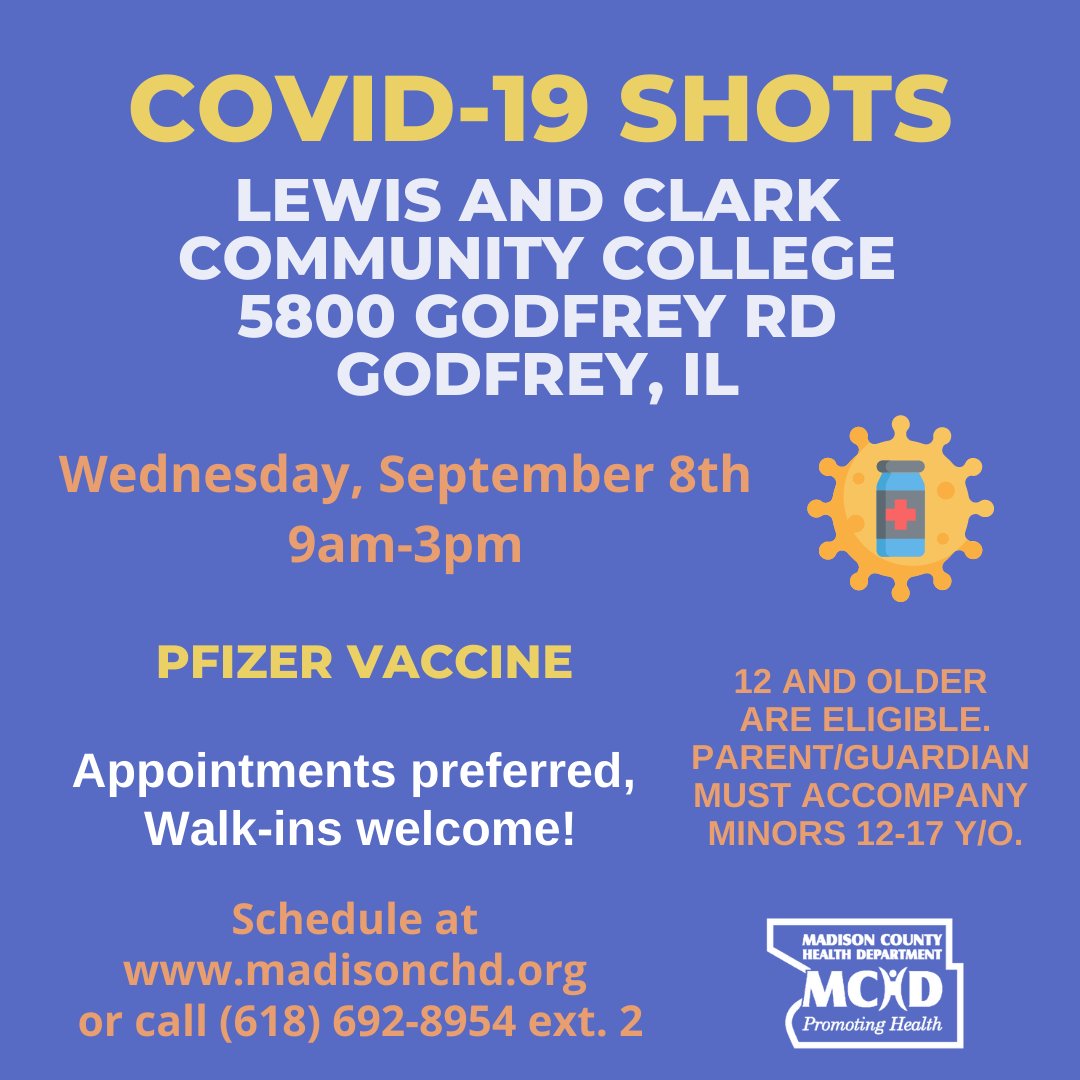 COVID-19 SHOTS
LEWIS AND CLARK
COMMUNITY COLLEGE
5800 GODFREY RD
GODFREY, IL
Wednesday, September 8th
9am-3pm
PFIZER VACCINE
Appointments preferred,
Walk-ins welcome!
12 AND OLDER
ARE ELIGIBLE.
PARENT/GUARDIAN
MUST ACCOMPANY
MINORS 12-17 Y/O.
Schedule at
www.madisonchd.org
or call (618) 692-8954 ext. 2
MADISON COUNTY
HEALTH DEPARTMENT
MCHD
Promoting Health